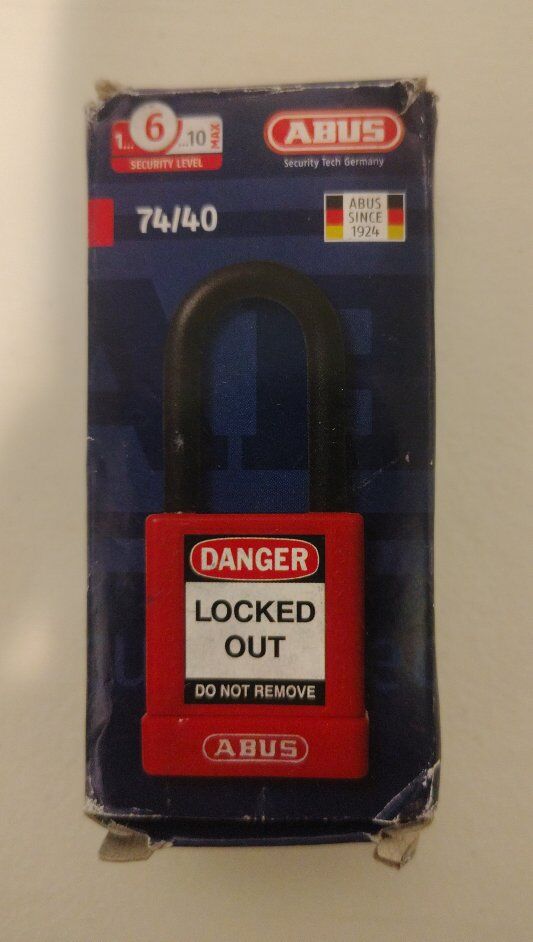 1... 6 ...10 MAX
SECURITY LEVEL
ABUS
Security Tech Germany
74/40
ABUS
SINCE
1924
DANGER
LOCKED
OUT
DO NOT REMOVE
ABUS